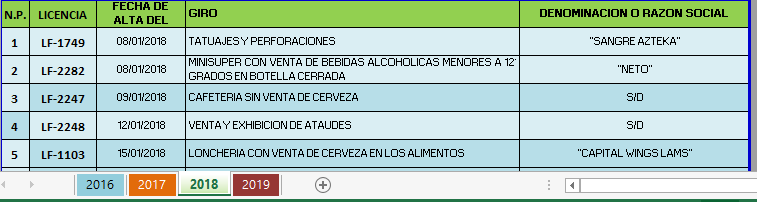 N.P. LICENCIA FECHA DE ALTA DEL GIRO DENOMINACION O RAZON SOCIAL
1 LF-1749 08/01/2018 TATUAJES Y PERFORACIONES "SANGRE AZTEKA"
2 LF-2282 08/01/2018 MINISUPER CON VENTA DE BEBIDAS ALCOHOLICAS MENORES A 12° GRADOS EN BOTELLA CERRADA "NETO"
3 LF-2247 09/01/2018 CAFETERIA SIN VENTA DE CERVEZA S/D
4 LF-2248 12/01/2018 VENTA Y EXHIBICION DE ATAUDES S/D
5 LF-1103 15/01/2018 LONCHERIA CON VENTA DE CERVEZA EN LOS ALIMENTOS "CAPITAL WINGS LAMS"
2016 2017 2018 2019